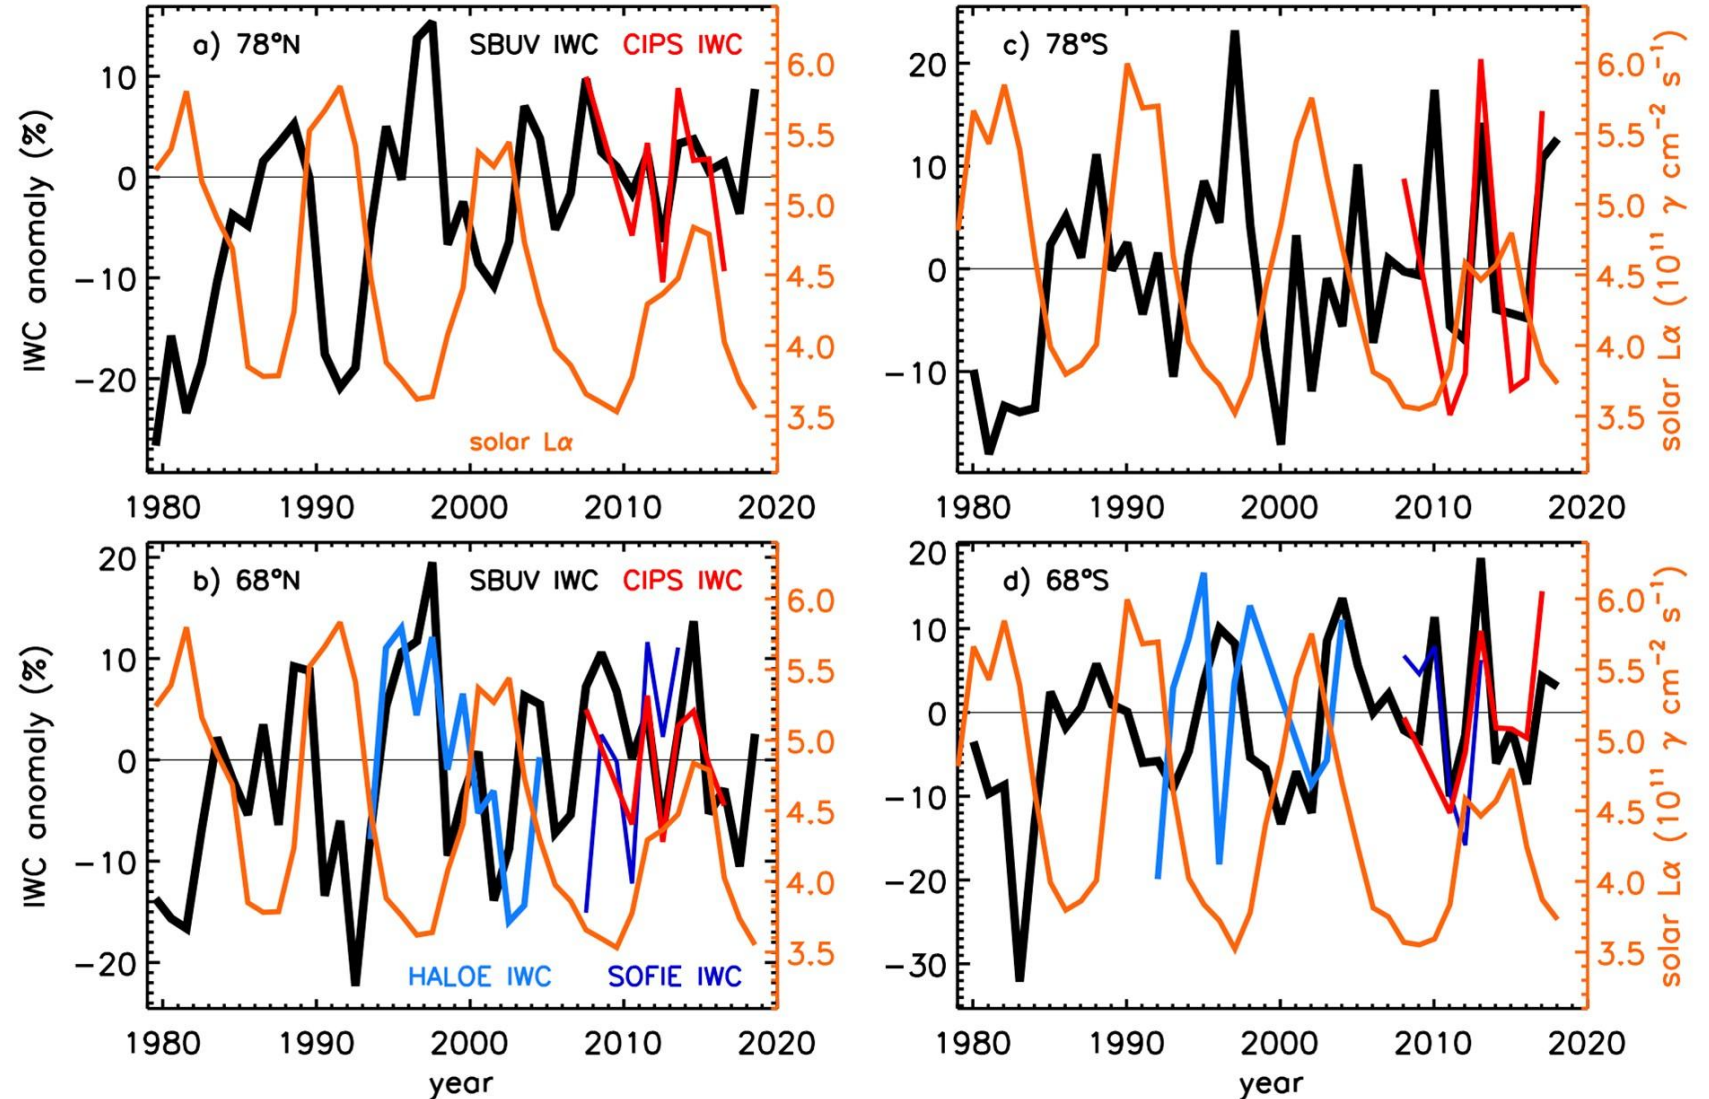 a) 78°N SBUV IWC CIPS IWC
IWC anomaly (%)
10
0
−10
−20
6.0
5.5
5.0
4.5
4.0
3.5
solar Lα
1980 1990 2000 2010 2020
c) 78°S
20
10
0
−10
6.0
5.5
5.0
4.5
4.0
3.5
solar Lα (10¹¹ γ cm⁻² s⁻¹)
1980 1990 2000 2010 2020
b) 68°N SBUV IWC CIPS IWC
IWC anomaly (%)
20
10
0
−10
−20
6.0
5.5
5.0
4.5
4.0
3.5
HALOE IWC SOFIE IWC
1980 1990 2000 2010 2020
year
d) 68°S
20
10
0
−10
−20
−30
6.0
5.5
5.0
4.5
4.0
3.5
solar Lα (10¹¹ γ cm⁻² s⁻¹)
1980 1990 2000 2010 2020
year